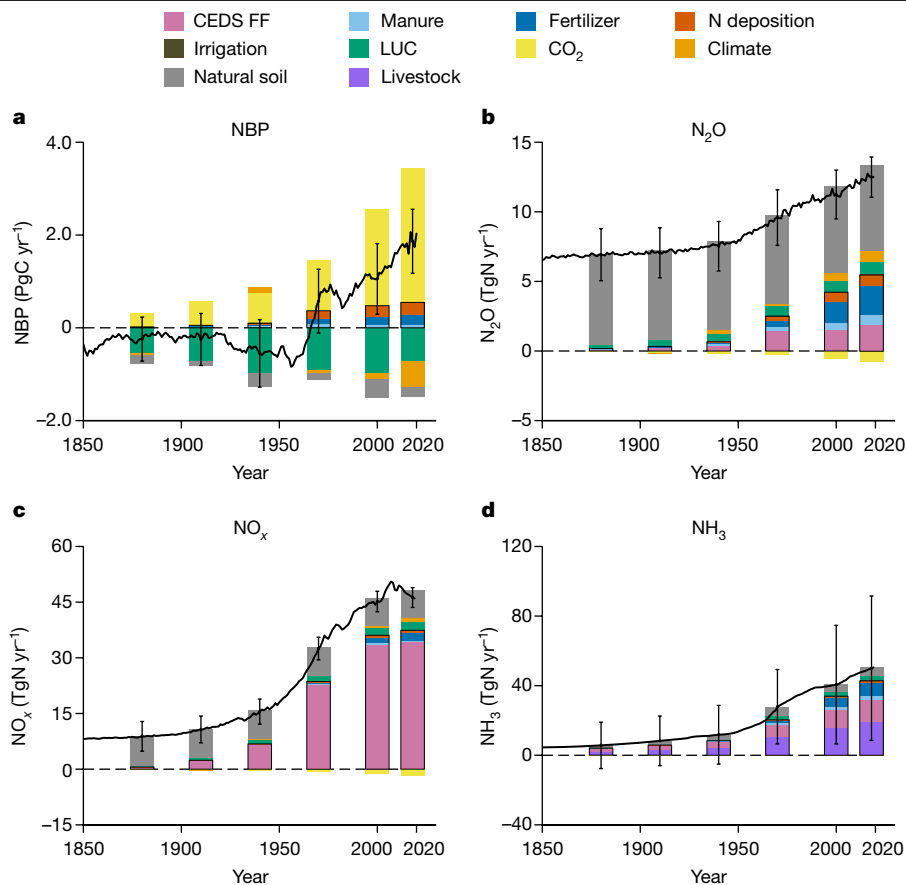 CEDS FF Manure Fertilizer N deposition
Irrigation LUC CO₂ Climate
Natural soil Livestock
a
NBP
4.0
2.0
0
−2.0
NBP (PgC yr⁻¹)
1850 1900 1950 2000 2020
Year
b
N₂O
15
10
5
0
−5
N₂O (TgN yr⁻¹)
1850 1900 1950 2000 2020
Year
c
NOₓ
60
45
30
15
0
−15
NOₓ (TgN yr⁻¹)
1850 1900 1950 2000 2020
Year
d
NH₃
120
80
40
0
−40
NH₃ (TgN yr⁻¹)
1850 1900 1950 2000 2020
Year